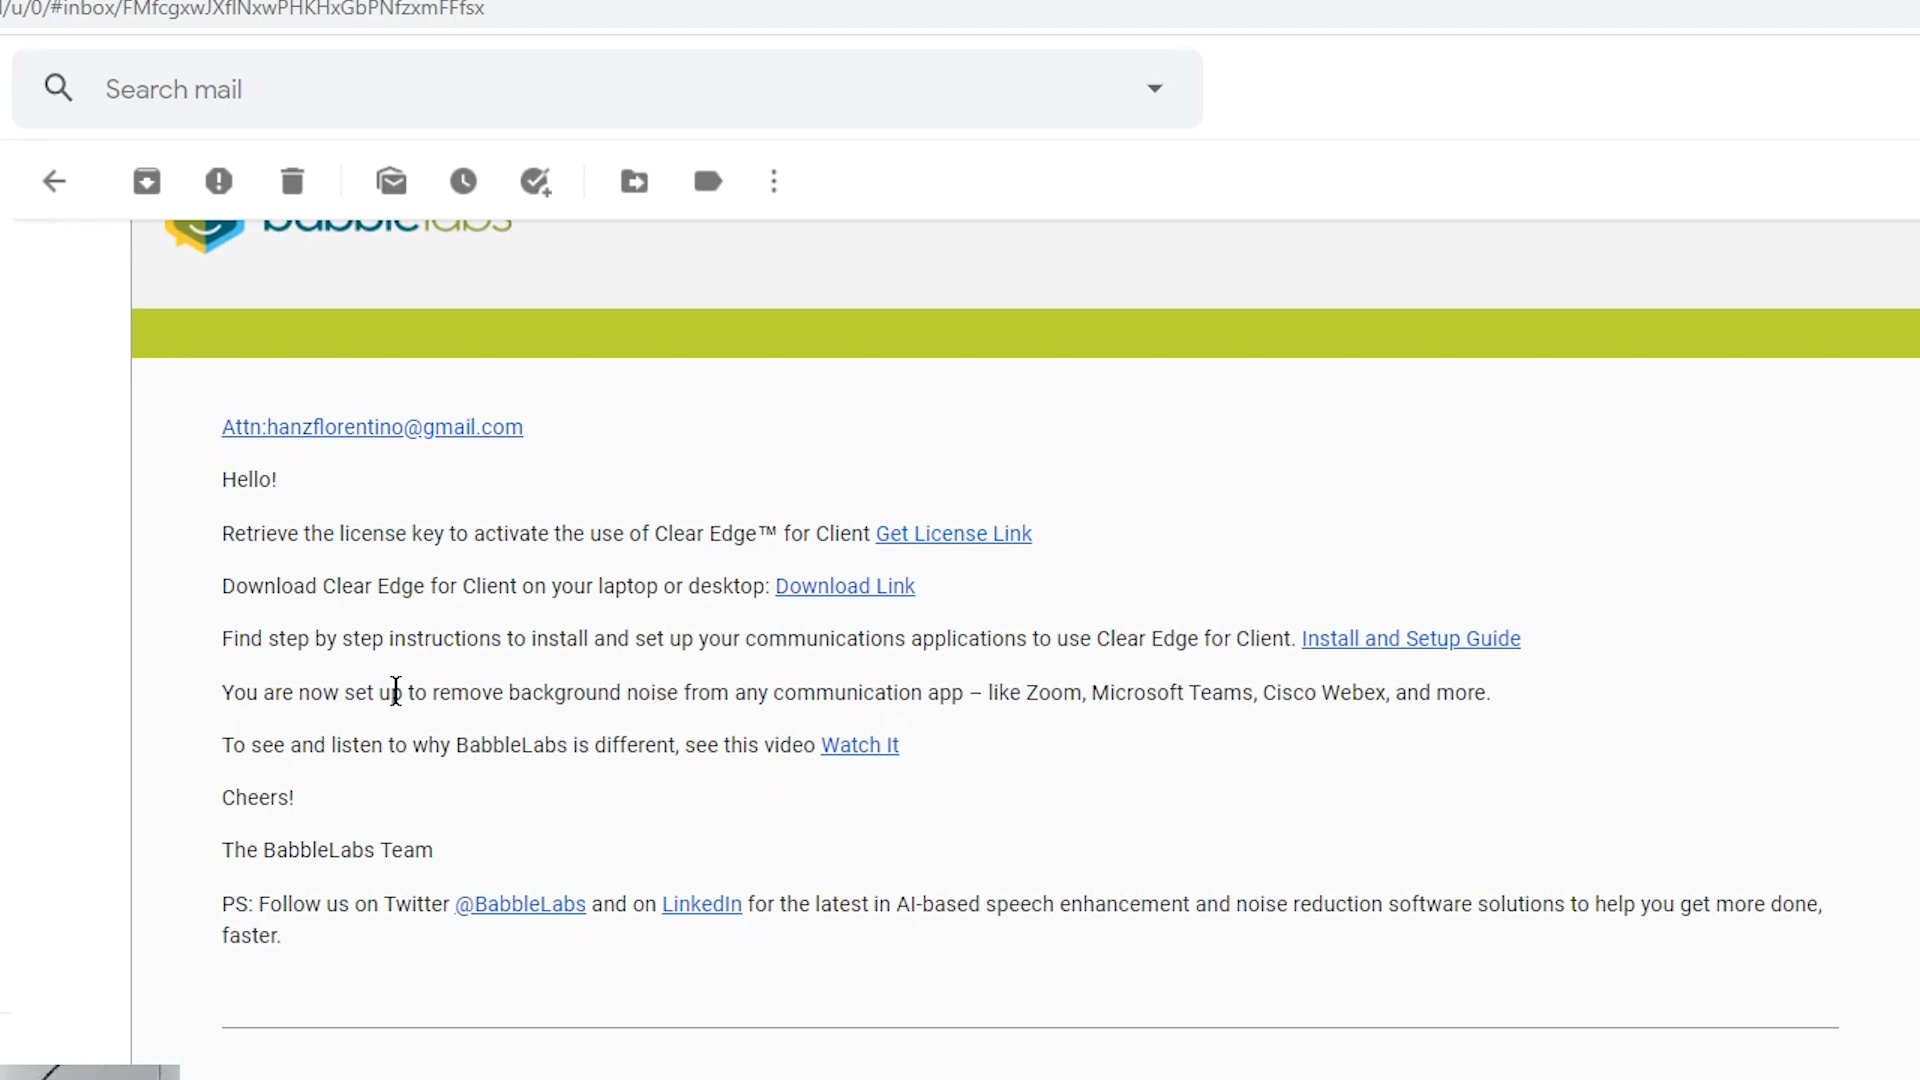 /u/0/#inbox/FMfcgxwJXflNxwPHKHxGbPNfzxmFFfsx
Search mail
babblelabs
Attn:hanzflorentino@gmail.com
Hello!
Retrieve the license key to activate the use of Clear Edge™ for Client Get License Link
Download Clear Edge for Client on your laptop or desktop: Download Link
Find step by step instructions to install and set up your communications applications to use Clear Edge for Client. Install and Setup Guide
You are now set up to remove background noise from any communication app – like Zoom, Microsoft Teams, Cisco Webex, and more.
To see and listen to why BabbleLabs is different, see this video Watch It
Cheers!
The BabbleLabs Team
PS: Follow us on Twitter @BabbleLabs and on LinkedIn for the latest in AI-based speech enhancement and noise reduction software solutions to help you get more done,
faster.